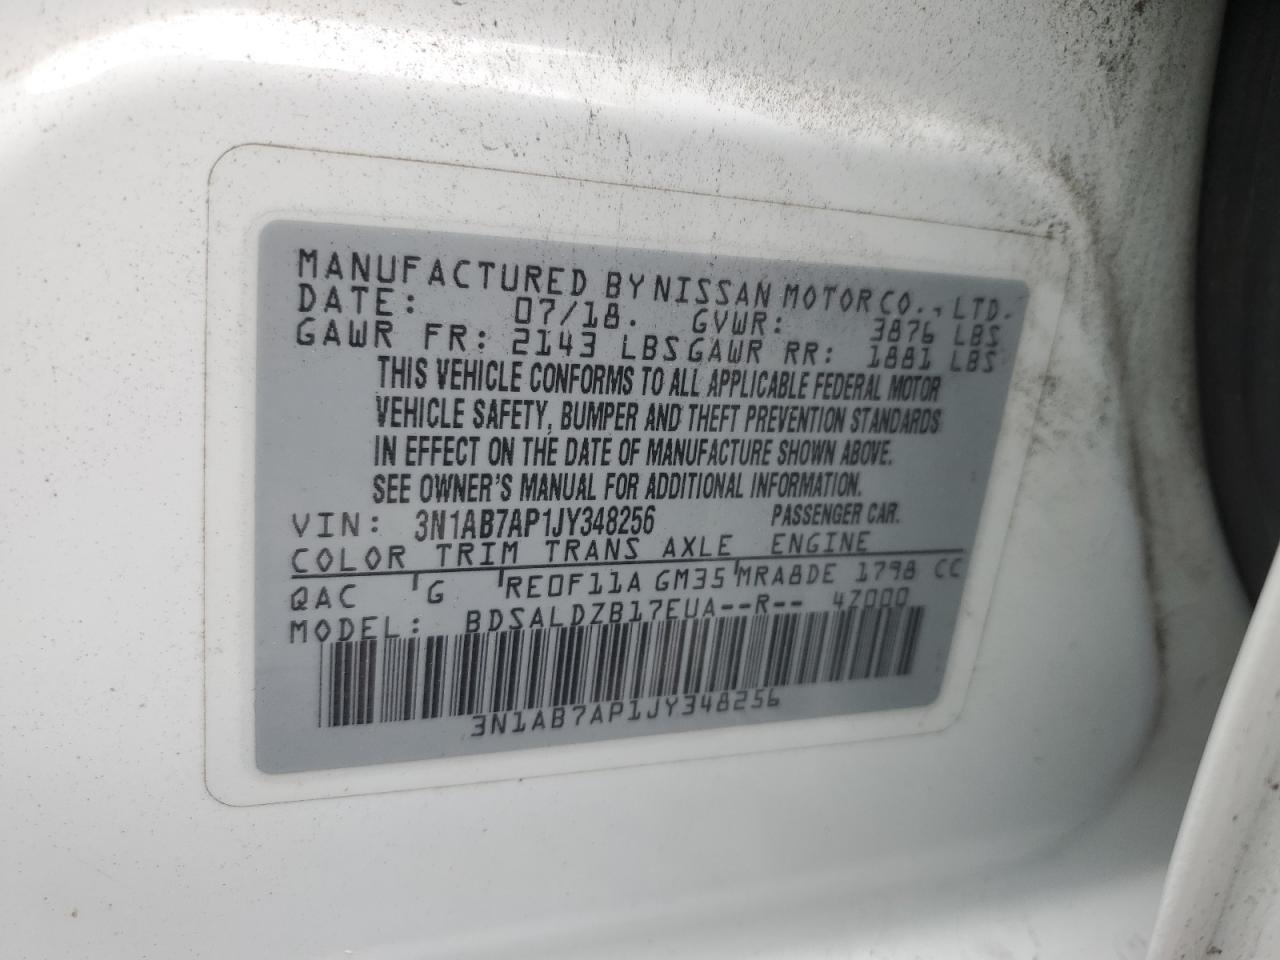 MANUFACTURED BY NISSAN MOTOR CO., LTD.
DATE: 07/18. GVWR: 3876 LBS
GAWR FR: 2143 LBS GAWR RR: 1881 LBS
THIS VEHICLE CONFORMS TO ALL APPLICABLE FEDERAL MOTOR
VEHICLE SAFETY, BUMPER AND THEFT PREVENTION STANDARDS
IN EFFECT ON THE DATE OF MANUFACTURE SHOWN ABOVE.
SEE OWNER'S MANUAL FOR ADDITIONAL INFORMATION.
VIN: 3N1AB7AP1JY348256 PASSENGER CAR.
COLOR TRIM TRANS AXLE ENGINE
QAC G RE0F11A GM35 MRA8DE 1798 CC
MODEL: BDSALDZB17EUA--R-- 4Z000
3N1AB7AP1JY348256